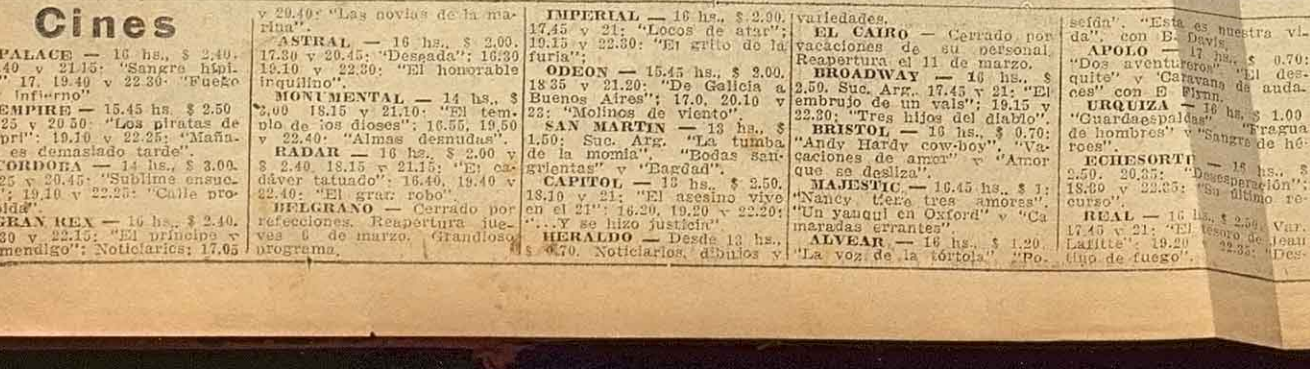 Cines
PALACE — 16 hs., $ 2.40.
.40 y 21.15: "Sangre
" 17, 19.40 y 22.30: "Fuego
infierno"
EMPIRE — 15.45 hs. $ 2.50
25 y 20.50: "Los piratas de
pri"; 19.10 y 22.25: "Maña-
es demasiado tarde".
CORDOBA — 14 hs., $ 3.00.
25 y 20.45: "Sublime
"; 19.10 y 22.25: "Calle
GRAN REX — 16 hs., $ 2.40.
30 y 22.15: "El príncipe y
mendigo"; Noticiarios; 17.05
y 20.40: "Las novias de la ma-
rina".
ASTRAL — 16 hs., $ 2.00.
17.30 y 20.45: "Deseada"; 16.30
19.10 y 22.30: "El honorable
inquilino".
MONUMENTAL — 14 hs., $
3,00 18.15 y 21.10: "El tem-
plo de los dioses"; 16.55, 19,50
y 22.40: "Almas desnudas".
RADAR — 16 hs., $ 2.00 y
$ 2.40. 18.15 y 21.15: "El ca-
dáver tatuado"; 16.40, 19.40 y
22.40: "El gran robo".
BELGRANO — Cerrado por
refecciones. Reapertura jue-
ves 6 de marzo. Grandioso
programa.
IMPERIAL — 16 hs., $ 2.00.
17.45 y 21: "Locos de atar";
19.15 y 22.30: "El grito de la
furia";
ODEON — 15.45 hs., $ 2.00.
18.35 y 21.20: "De Galicia a
Buenos Aires"; 17.0, 20.10 y
23: "Molinos de viento".
SAN MARTIN — 13 hs., $
1.50: Suc. Arg. "La tumba
de la momia", "Bodas san-
grientas" y "Bagdad".
CAPITOL — 13 hs., $ 2.50.
18.10 y 21: "El asesino vive
en el 21"; 16.20, 19.20 y 22.20:
"...Y se hizo justicia".
HERALDO — Desde 13 hs.,
$ 0.70. Noticiarios, dibujos y
variedades.
EL CAIRO — Cerrado por
vacaciones de su personal.
Reapertura el 11 de marzo.
BROADWAY — 16 hs., $
2.50. Suc. Arg. 17.45 y 21: "El
embrujo de un vals"; 19.15 y
22.30: "Tres hijos del diablo".
BRISTOL — 16 hs., $ 0.70:
"Andy Hardy cow-boy", "Va-
caciones de amor" y "Amor
que se desliza".
MAJESTIC — 16.45 hs., $ 1:
"Nancy tiene tres amores",
"Un yanqui en Oxford" y "Ca
maradas errantes"
ALVEAR — 16 hs., $ 1.20.
"La voz de la tórtola" "Po-
seída". "Esta es nuestra vi-
da". con B. Davis.
APOLO — 17 hs., $ 0.70:
"Dos aventureros" "El des-
quite" y "Caravana de auda-
ces" con E Flynn.
URQUIZA — 16 hs. $ 1.00
"Guardaespaldas" "Fragua
de hombres" y "Sangre de hé-
roes".
ECHESORTU — 16 hs., $
2.50. 20.35: "Desesperación";
18.30 y 22.25: "Su último re-
curso".
REAL — 16 hs., $ 2.50. Var.
17.45 y 21: "El tesoro de Jean
Lafitte"; 19.20 22.35: "Des-
tino de fuego".